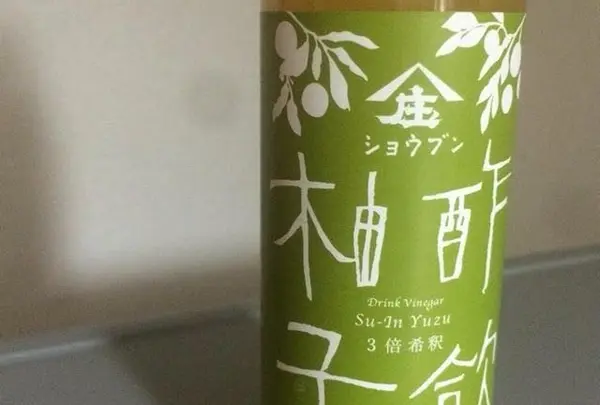 庄
ショウブン
酢飲
柚子
Drink Vinegar
Su-In Yuzu
3倍希釈